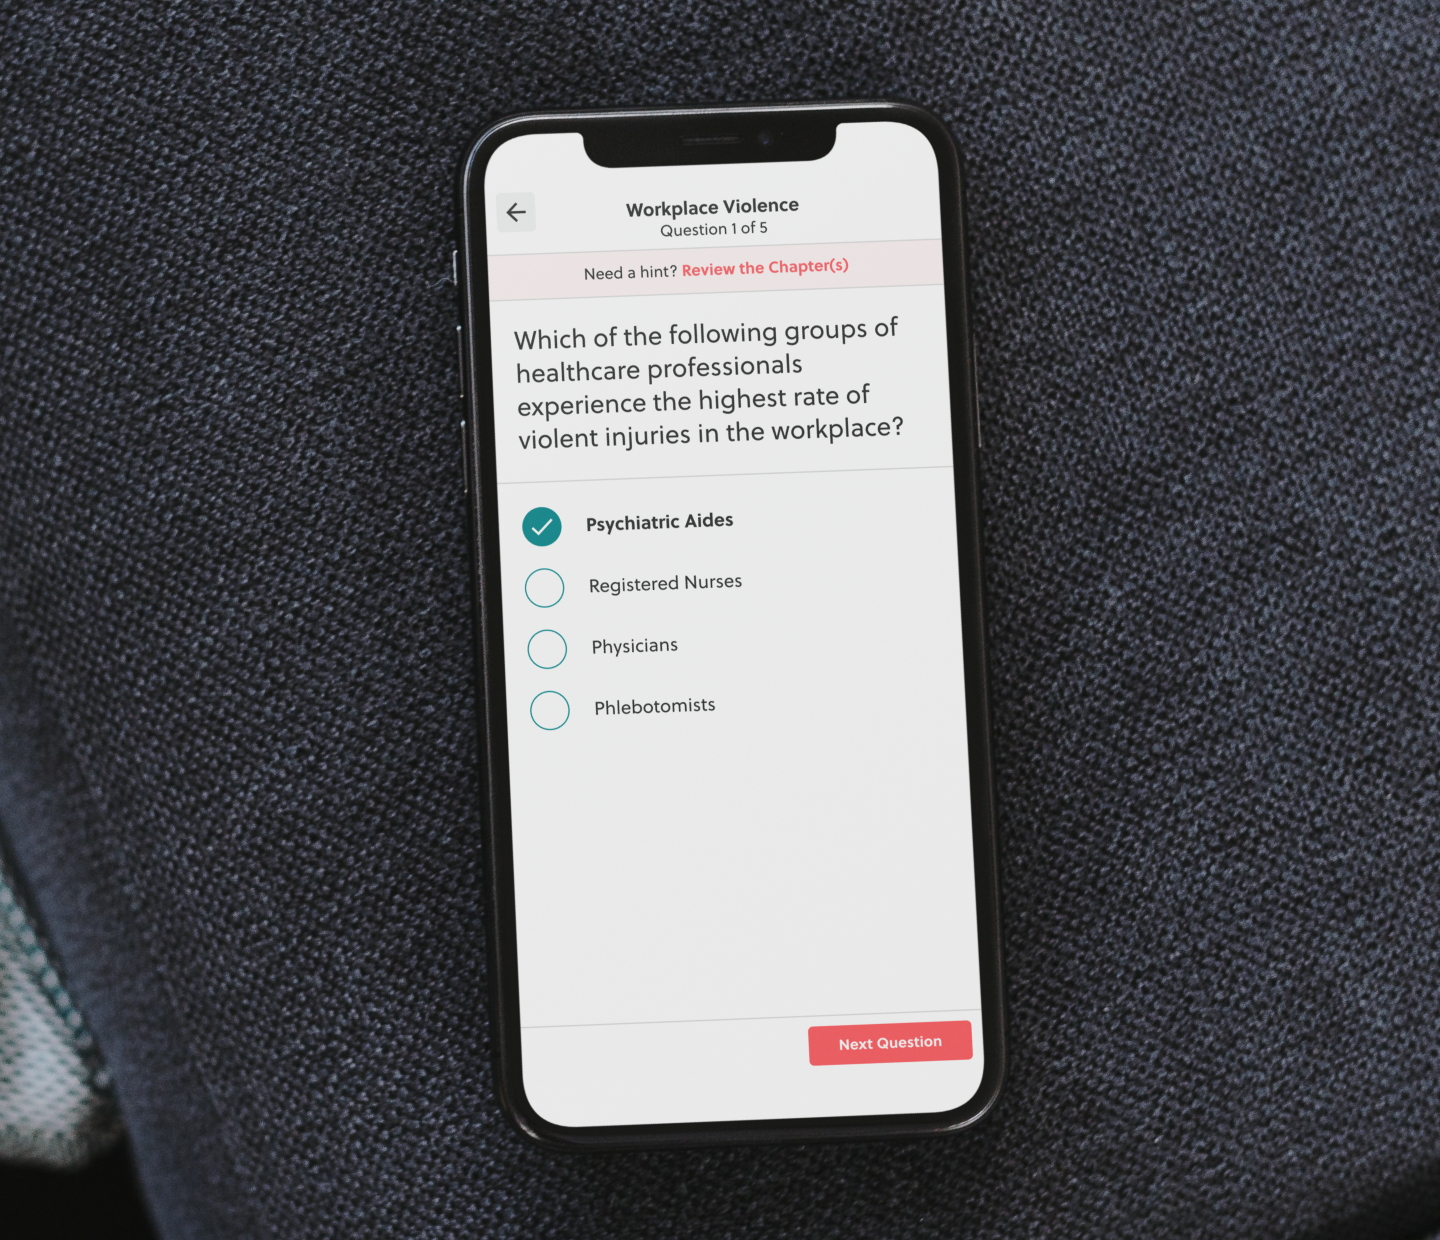 Workplace Violence
Question 1 of 5
Need a hint? Review the Chapter(s)
Which of the following groups of
healthcare professionals
experience the highest rate of
violent injuries in the workplace?
Psychiatric Aides
Registered Nurses
Physicians
Phlebotomists
Next Question